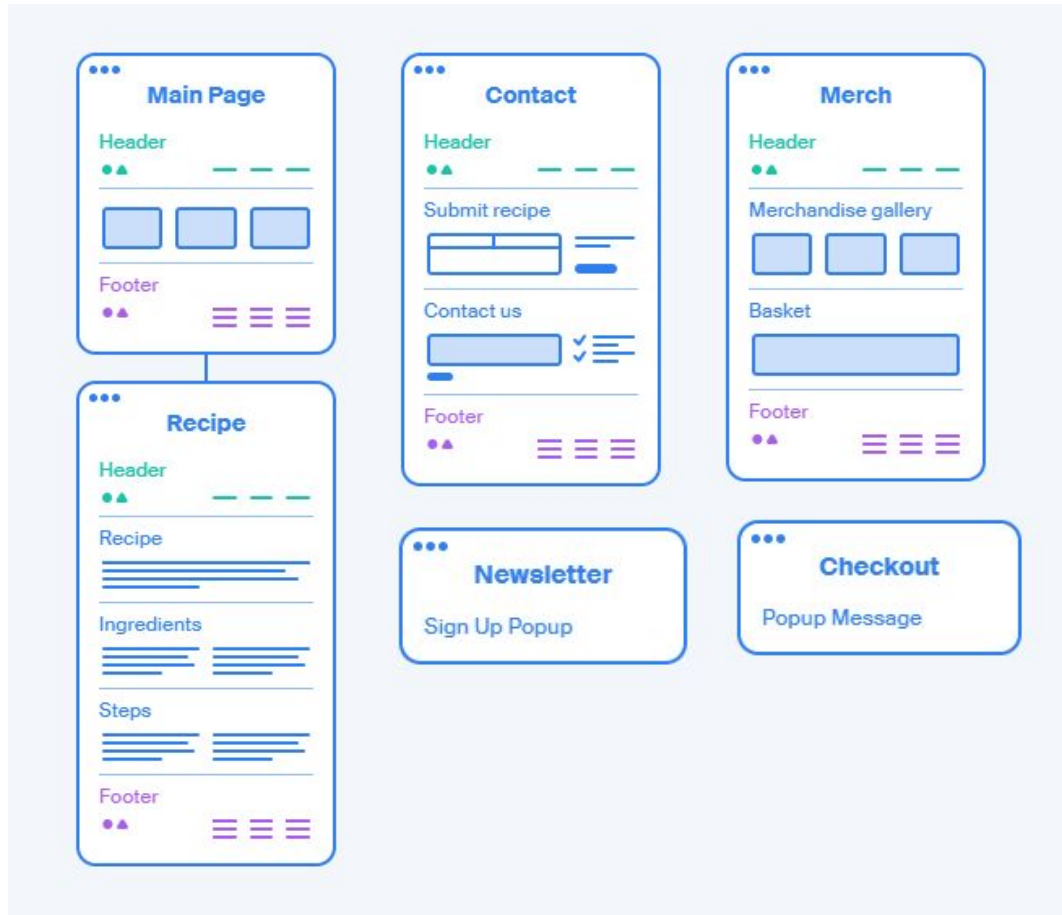 Main Page
Header
Footer
Recipe
Header
Recipe
Ingredients
Steps
Footer
Contact
Header
Submit recipe
Contact us
Footer
Newsletter
Sign Up Popup
Merch
Header
Merchandise gallery
Basket
Footer
Checkout
Popup Message